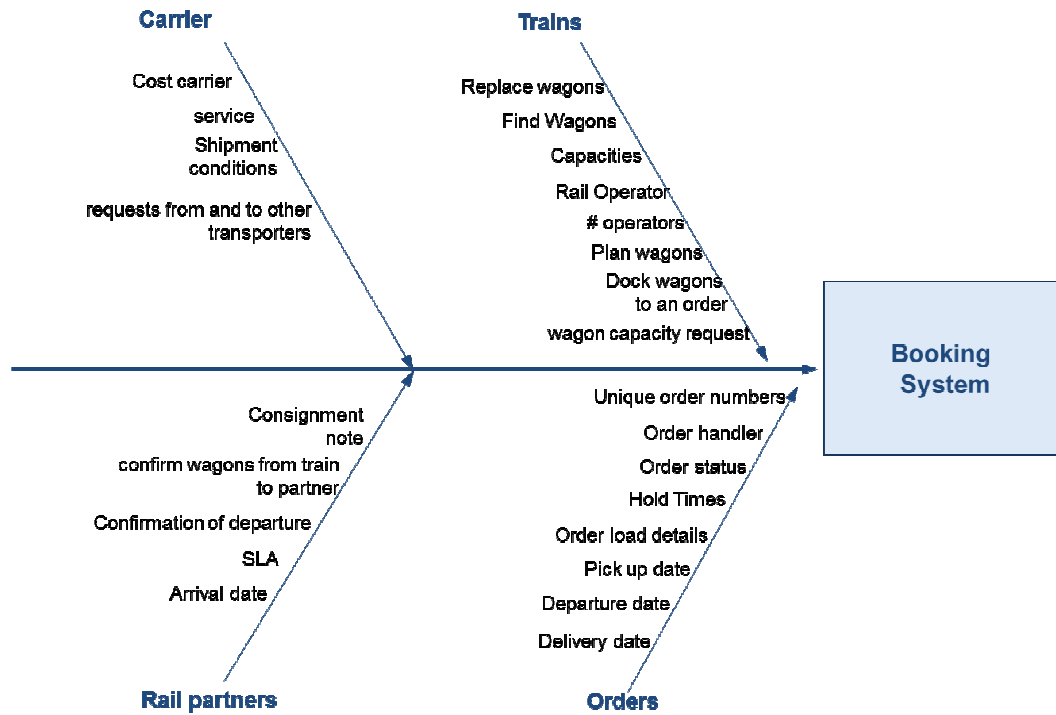 Carrier
Cost carrier
service
Shipment
conditions
requests from and to other
transporters
Trains
Replace wagons
Find Wagons
Capacities
Rail Operator
# operators
Plan wagons
Dock wagons
to an order
wagon capacity request
Booking
System
Consignment
note
confirm wagons from train
to partner
Confirmation of departure
SLA
Arrival date
Rail partners
Unique order numbers
Order handler
Order status
Hold Times
Order load details
Pick up date
Departure date
Delivery date
Orders